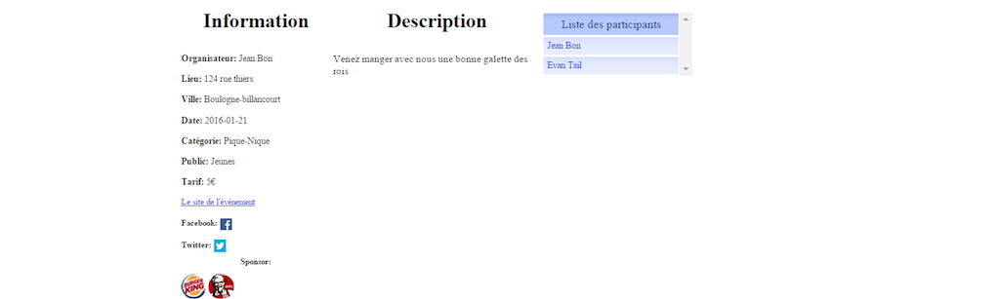 Information
Organisateur: Jean Bon
Lieu: 124 rue thiers
Ville: Boulogne-billancourt
Date: 2016-01-21
Catégorie: Pique-Nique
Public: Jeunes
Tarif: 5€
Le site de l'événement
Facebook:
Twitter:
Sponsor:
BURGER
KING
Description
Venez manger avec nous une bonne galette des
rois
Liste des participants
Jean Bon
Evan Tail